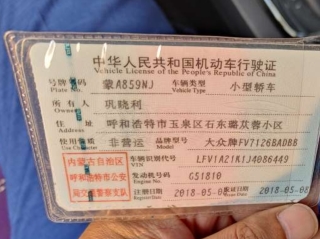 中华人民共和国机动车行驶证
Vehicle License of the People's Republic of China
号牌号码 蒙A859NJ 车辆类型 小型轿车
Plate No. Vehicle Type
所有人 巩晓利
Owner
住址 呼和浩特市玉泉区石东路苁蓉小区
Address
使用性质 非营运 品牌型号 大众牌FV7126BADBB
Use Character Model
内蒙古自治区 车辆识别代号 LFV1A21K1J4086449
VIN
呼和浩特市公安 发动机号码 G51810
Engine No.
局交通管理支队 注册日期 2018-05-08 发证日期 2018-05-08